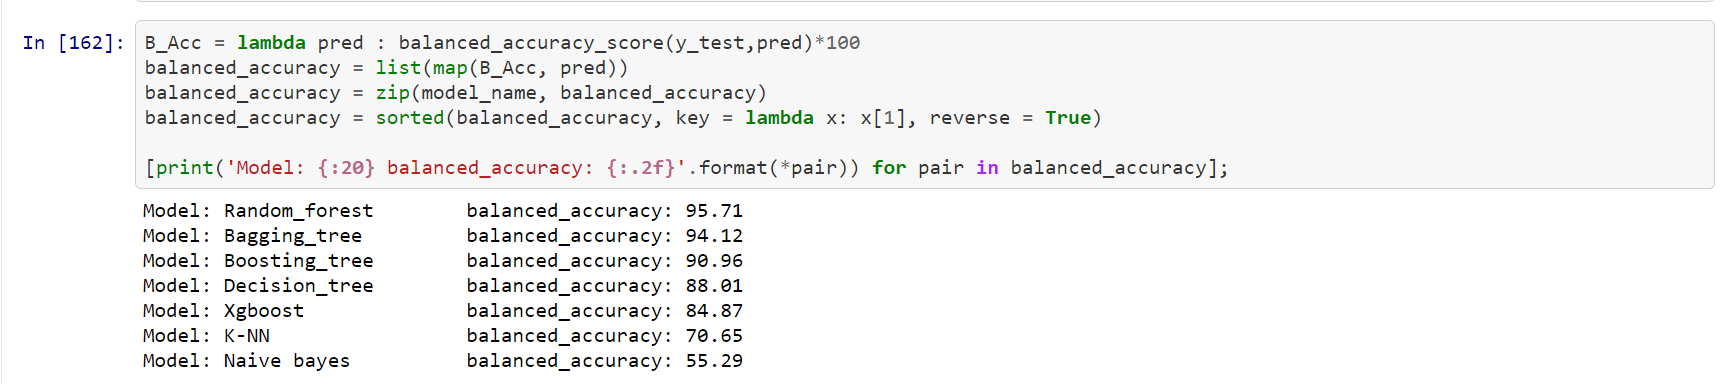 In [162]: B_Acc = lambda pred : balanced_accuracy_score(y_test,pred)*100
balanced_accuracy = list(map(B_Acc, pred))
balanced_accuracy = zip(model_name, balanced_accuracy)
balanced_accuracy = sorted(balanced_accuracy, key = lambda x: x[1], reverse = True)
[print('Model: {:20} balanced_accuracy: {:.2f}'.format(*pair)) for pair in balanced_accuracy];
Model: Random_forest        balanced_accuracy: 95.71
Model: Bagging_tree         balanced_accuracy: 94.12
Model: Boosting_tree        balanced_accuracy: 90.96
Model: Decision_tree        balanced_accuracy: 88.01
Model: Xgboost              balanced_accuracy: 84.87
Model: K-NN                 balanced_accuracy: 70.65
Model: Naive bayes          balanced_accuracy: 55.29